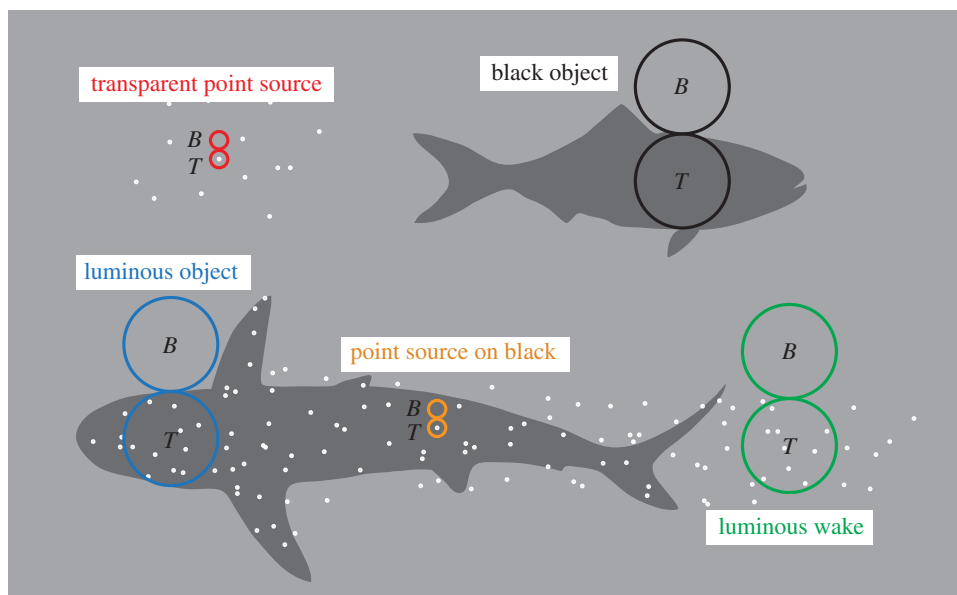 transparent point source
B
T
black object
B
T
luminous object
B
T
point source on black
B
T
B
T
luminous wake